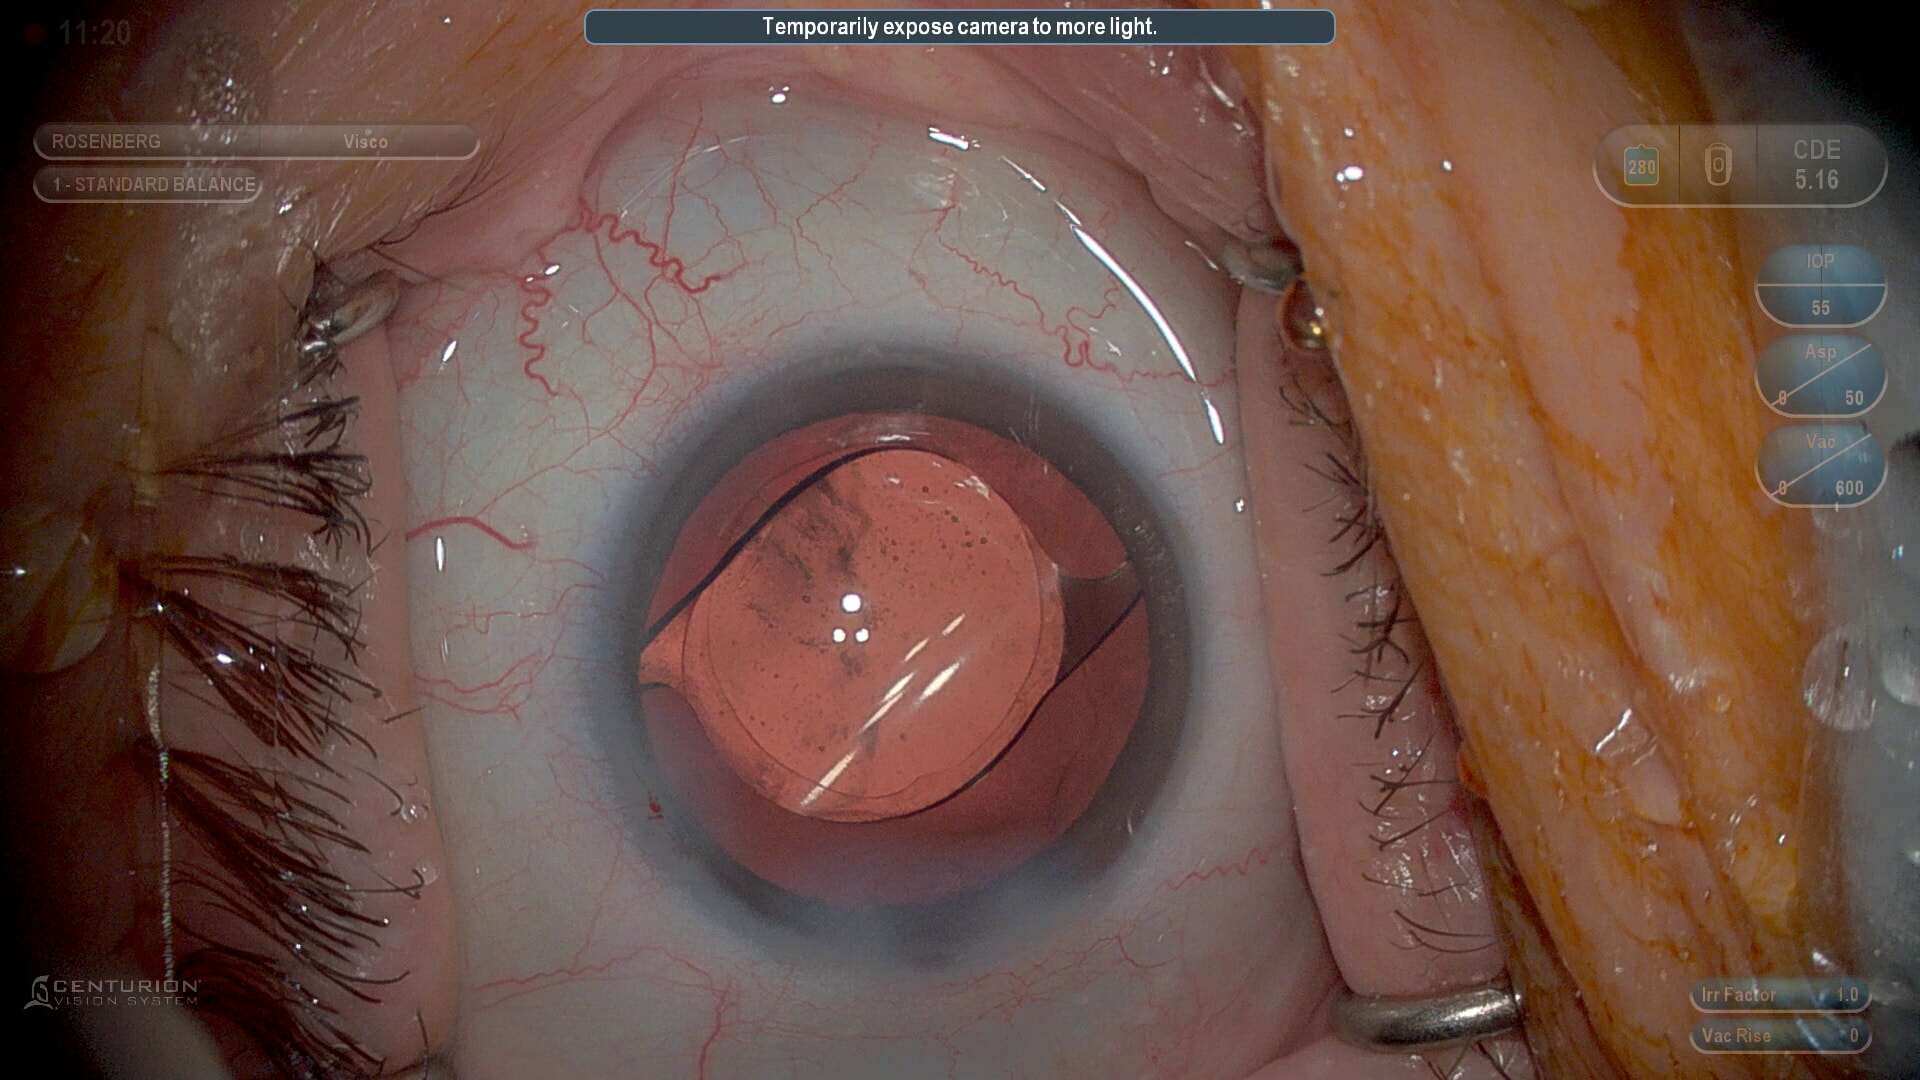 Temporarily expose camera to more light.
11:20
ROSENBERG Visco
1 - STANDARD BALANCE
280 CDE
5.16
IOP
55
Asp
0 50
Vac
0 600
CENTURION
VISION SYSTEM
Irr Factor 1.0
Vac Rise 0